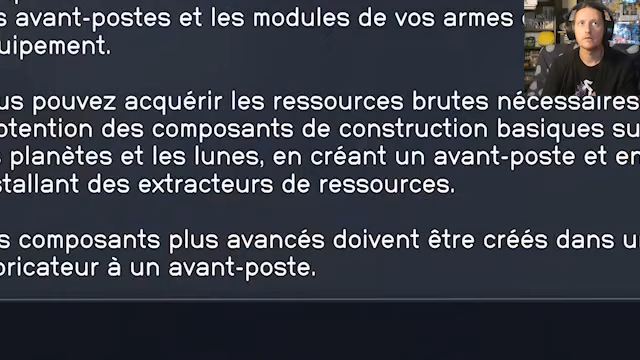 s avant-postes et les modules de vos armes
uipement.
us pouvez acquérir les ressources brutes nécessaires
otention des composants de construction basiques su
planètes et les lunes, en créant un avant-poste et en
stallant des extracteurs de ressources.
s composants plus avancés doivent être créés dans u
bricateur à un avant-poste.